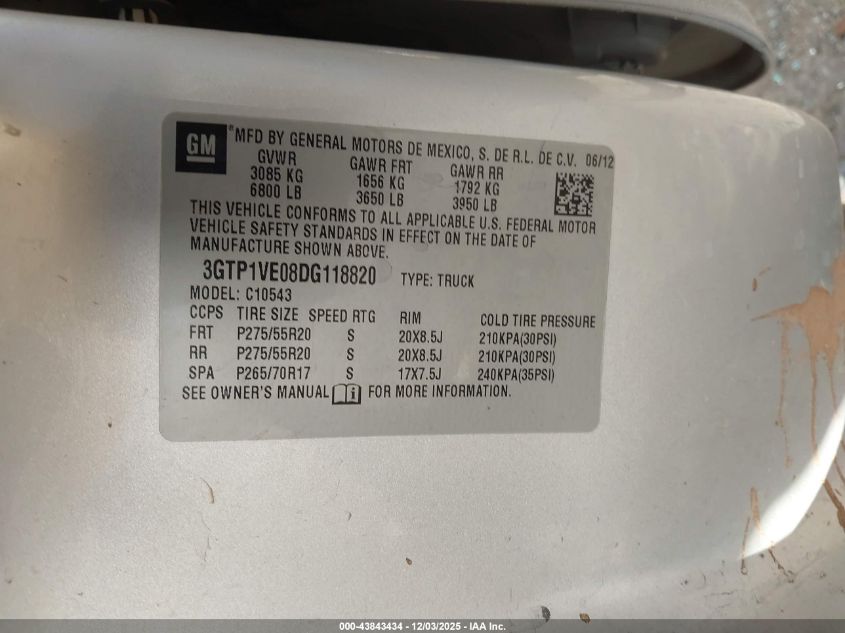 GM
*MFD BY GENERAL MOTORS DE MEXICO, S. DE R.L. DE C.V. 06/12
GVWR GAWR FRT GAWR RR
3085 KG 1656 KG 1792 KG
6800 LB 3650 LB 3950 LB
THIS VEHICLE CONFORMS TO ALL APPLICABLE U.S. FEDERAL MOTOR
VEHICLE SAFETY STANDARDS IN EFFECT ON THE DATE OF
MANUFACTURE SHOWN ABOVE.
3GTP1VE08DG118820 TYPE: TRUCK
MODEL: C10543
CCPS TIRE SIZE SPEED RTG RIM COLD TIRE PRESSURE
FRT P275/55R20 S 20X8.5J 210KPA(30PSI)
RR P275/55R20 S 20X8.5J 210KPA(30PSI)
SPA P265/70R17 S 17X7.5J 240KPA(35PSI)
SEE OWNER'S MANUAL i FOR MORE INFORMATION.
000-43843434 - 12/03/2025 - IAA Inc.